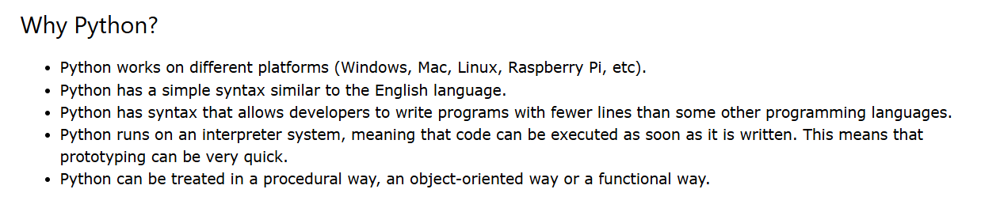 Why Python?
• Python works on different platforms (Windows, Mac, Linux, Raspberry Pi, etc).
• Python has a simple syntax similar to the English language.
• Python has syntax that allows developers to write programs with fewer lines than some other programming languages.
• Python runs on an interpreter system, meaning that code can be executed as soon as it is written. This means that
prototyping can be very quick.
• Python can be treated in a procedural way, an object-oriented way or a functional way.